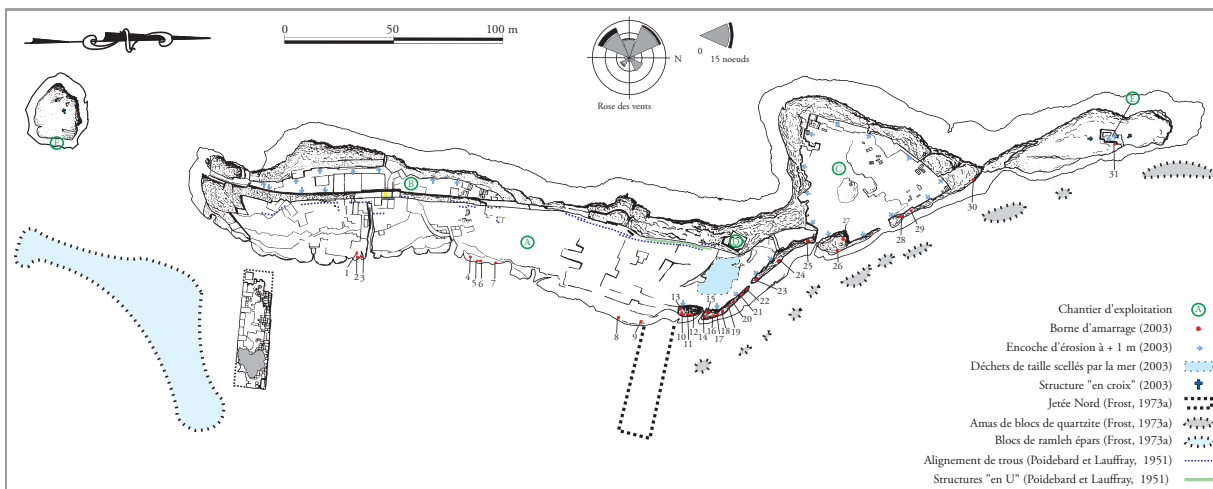 0 50 100 m
N
0
15 noeuds
Rose des vents
E
B
A
C
D
E
1 2 3
4 5 6 7
8 9
10 11 12 13 14 15 16 17 18 19 20 21 22 23 24 25
26 27 28 29 30 31
Chantier d'exploitation A
Borne d'amarrage (2003)
Encoche d'érosion à + 1 m (2003)
Déchets de taille scellés par la mer (2003)
Structure "en croix" (2003)
Jetée Nord (Frost, 1973a)
Amas de blocs de quartzite (Frost, 1973a)
Blocs de ramleh épars (Frost, 1973a)
Alignement de trous (Poidebard et Lauffray, 1951)
Structures "en U" (Poidebard et Lauffray, 1951)